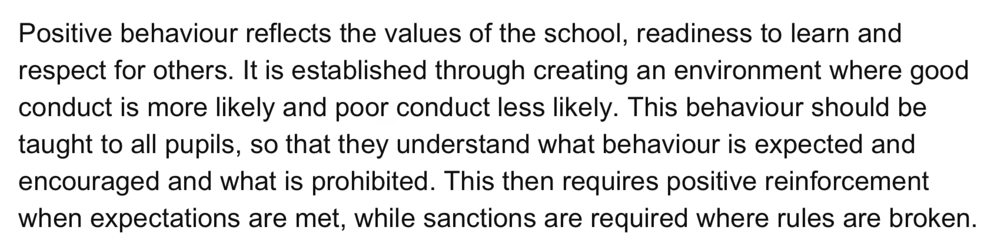 Positive behaviour reflects the values of the school, readiness to learn and
respect for others. It is established through creating an environment where good
conduct is more likely and poor conduct less likely. This behaviour should be
taught to all pupils, so that they understand what behaviour is expected and
encouraged and what is prohibited. This then requires positive reinforcement
when expectations are met, while sanctions are required where rules are broken.